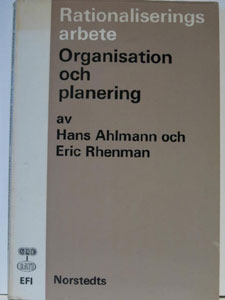 Rationaliserings
arbete
Organisation
och
planering
av
Hans Ahlmann och
Eric Rhenman
EFI
Norstedts